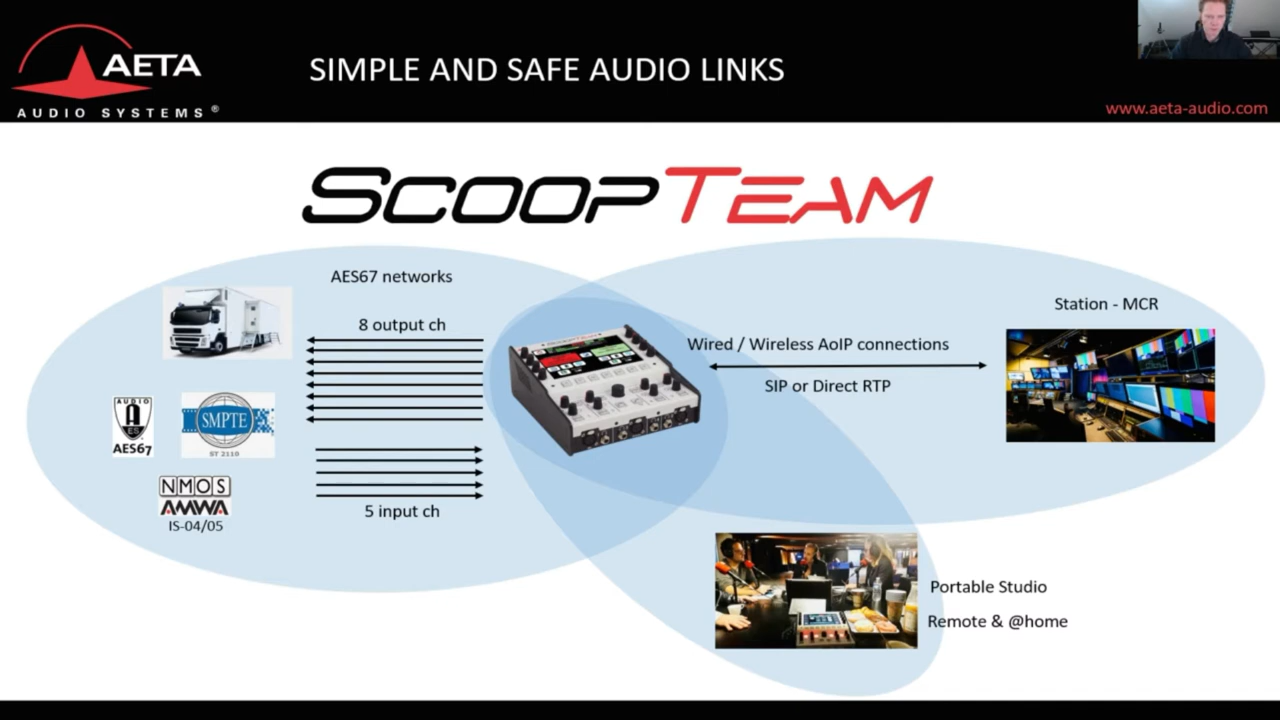 AETA
AUDIO SYSTEMS ®
SIMPLE AND SAFE AUDIO LINKS
www.aeta-audio.com
SCOOPTEAM
AES67 networks
8 output ch
Station - MCR
Wired / Wireless AoIP connections
SIP or Direct RTP
AUDIO
AES
AES67
SMPTE
ST 2110
NMOS
AMWA
IS-04/05
5 input ch
Portable Studio
Remote & @home